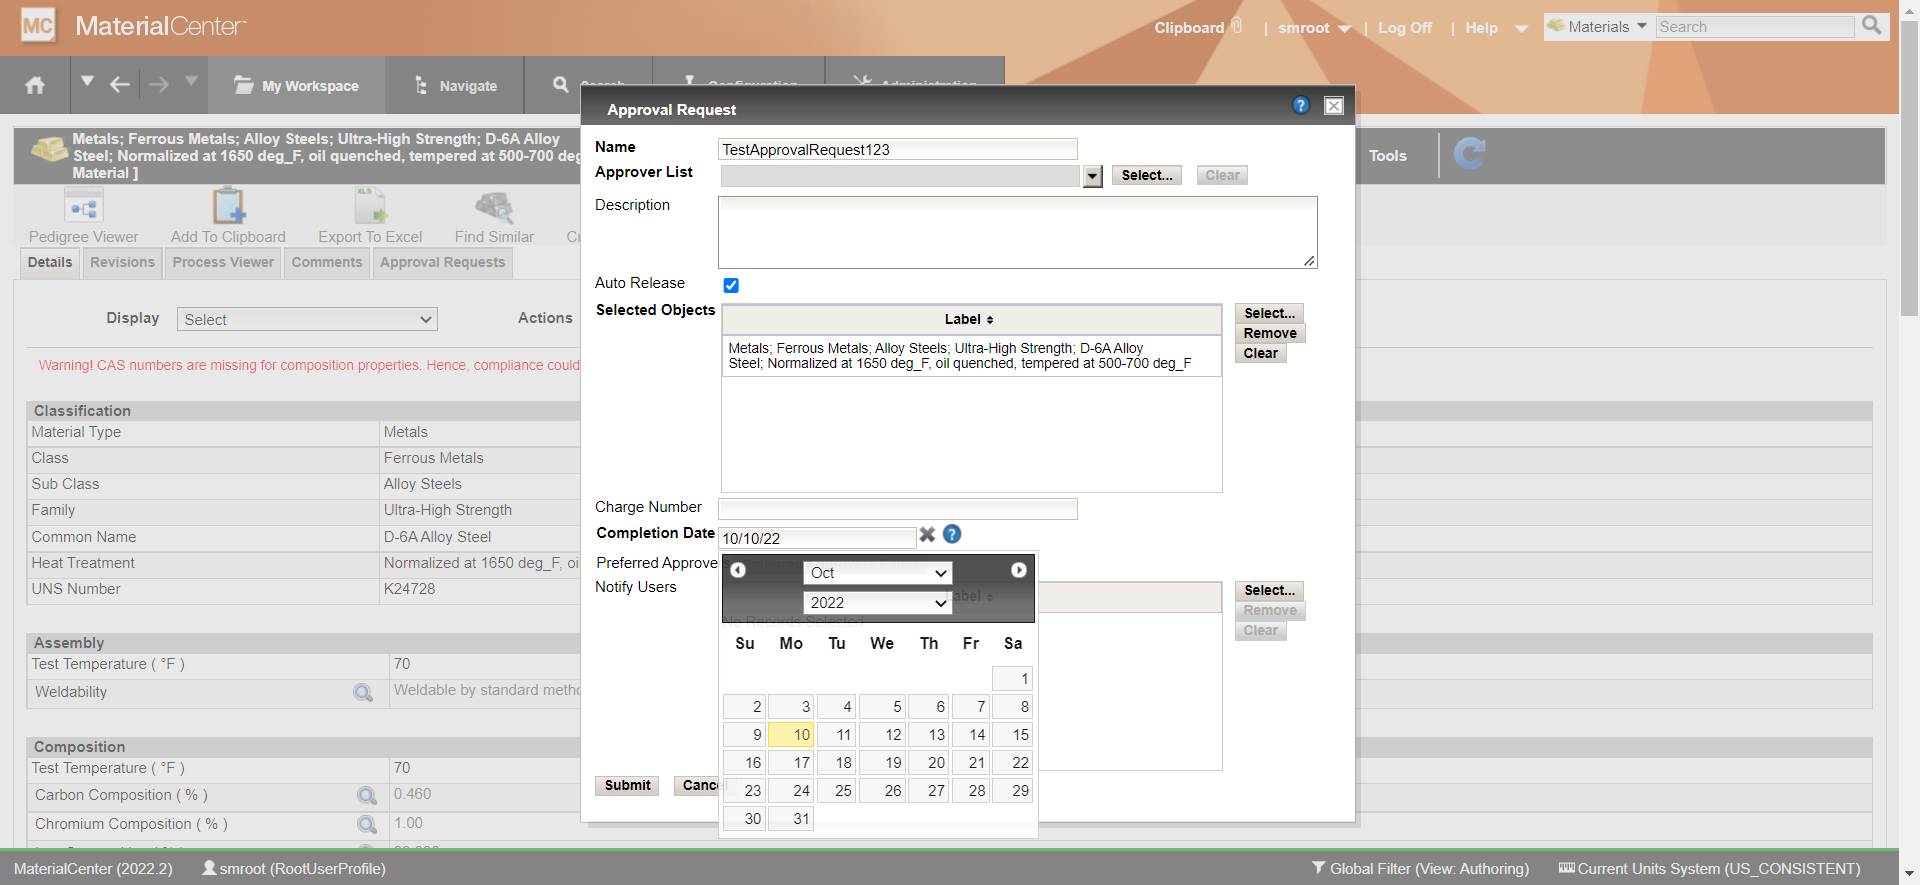 MC MaterialCenter
Clipboard | smroot | Log Off | Help
Materials Search
My Workspace
Navigate
Approval Request
Metals; Ferrous Metals; Alloy Steels; Ultra-High Strength; D-6A Alloy
Steel; Normalized at 1650 deg_F, oil quenched, tempered at 500-700 deg
Material ]
Tools
Pedigree Viewer
Add To Clipboard
XLS
Export To Excel
Find Similar
Details
Revisions
Process Viewer
Comments
Approval Requests
Display Select Actions
Warning! CAS numbers are missing for composition properties. Hence, compliance could
Classification
Material Type Metals
Class Ferrous Metals
Sub Class Alloy Steels
Family Ultra-High Strength
Common Name D-6A Alloy Steel
Heat Treatment Normalized at 1650 deg_F, oi
UNS Number K24728
Assembly
Test Temperature ( °F ) 70
Weldability Weldable by standard metho
Composition
Test Temperature ( °F ) 70
Carbon Composition ( % ) 0.460
Chromium Composition ( % ) 1.00
Name TestApprovalRequest123
Approver List Select... Clear
Description
Auto Release
Selected Objects
Label
Metals; Ferrous Metals; Alloy Steels; Ultra-High Strength; D-6A Alloy
Steel; Normalized at 1650 deg_F, oil quenched, tempered at 500-700 deg_F
Select...
Remove
Clear
Charge Number
Completion Date 10/10/22
Preferred Approve
Notify Users
Label
No Records Selected
Select...
Remove
Clear
Oct
2022
Su Mo Tu We Th Fr Sa
1
2 3 4 5 6 7 8
9 10 11 12 13 14 15
16 17 18 19 20 21 22
23 24 25 26 27 28 29
30 31
Submit Cance
MaterialCenter (2022.2) smroot (RootUserProfile) Global Filter (View: Authoring) Current Units System (US_CONSISTENT)